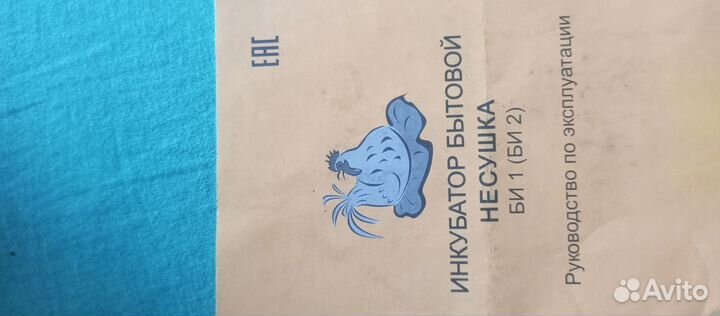 EAC
ИНКУБАТОР БЫТОВОЙ
НЕСУШКА
БИ 1 (БИ 2)
Руководство по эксплуатации
Avito